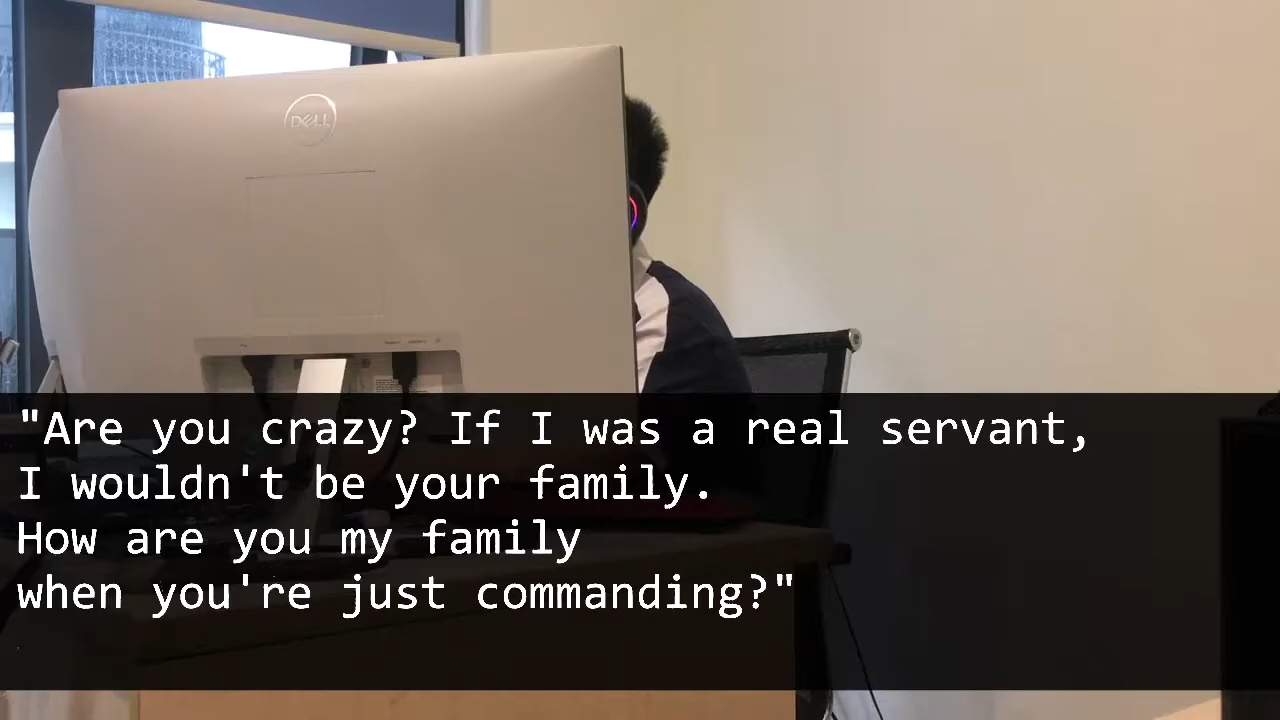 DELL
"Are you crazy? If I was a real servant,
I wouldn't be your family.
How are you my family
when you're just commanding?"